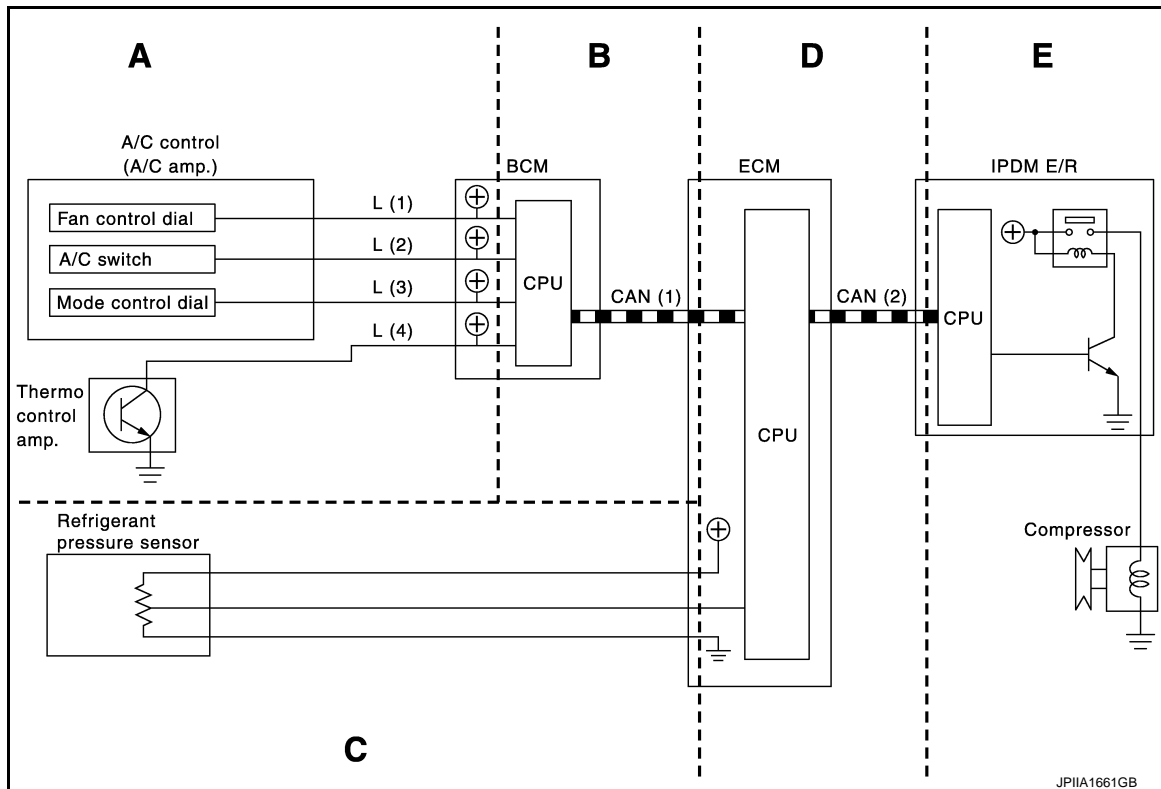 A
B
D
E
A/C control
(A/C amp.)
BCM
ECM
IPDM E/R
Fan control dial
L (1)
A/C switch
L (2)
Mode control dial
L (3)
L (4)
CPU
CAN (1)
CAN (2)
CPU
CPU
Thermo
control
amp.
Refrigerant
pressure sensor
Compressor
C
JPIIA1661GB